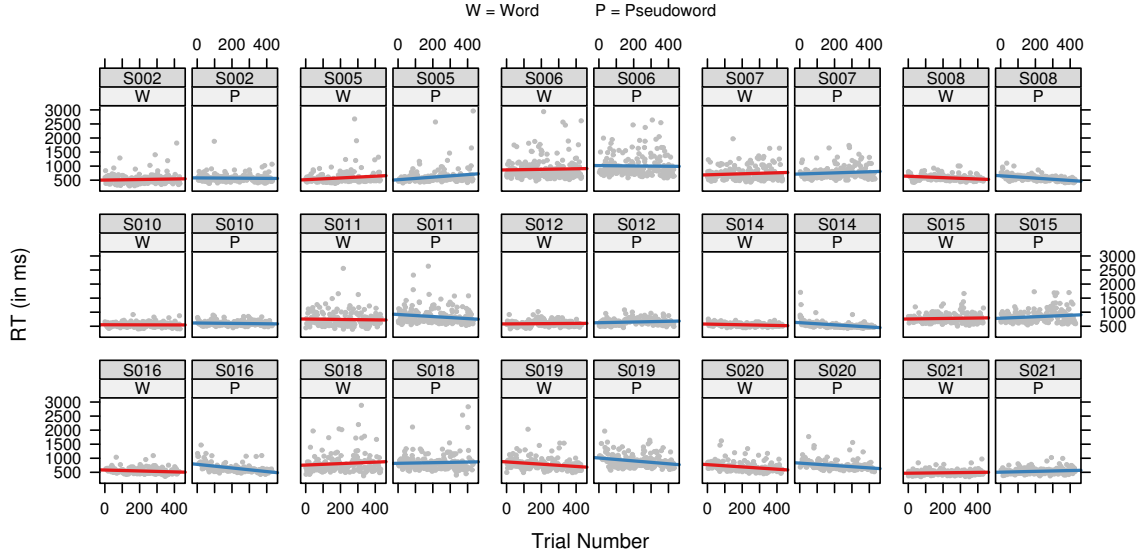 W = Word P = Pseudoword
0 200 400 0 200 400 0 200 400 0 200 400 0 200 400
S002 S002 S005 S005 S006 S006 S007 S007 S008 S008
W P W P W P W P W P
3000
2500
1500
1000
500
S010 S010 S011 S011 S012 S012 S014 S014 S015 S015
W P W P W P W P W P
3000
2500
1500
1000
500
RT (in ms)
S016 S016 S018 S018 S019 S019 S020 S020 S021 S021
W P W P W P W P W P
3000
2500
1500
1000
500
0 200 400 0 200 400 0 200 400 0 200 400 0 200 400
Trial Number